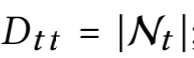 D_{tt} = |\mathcal{N}_t|;